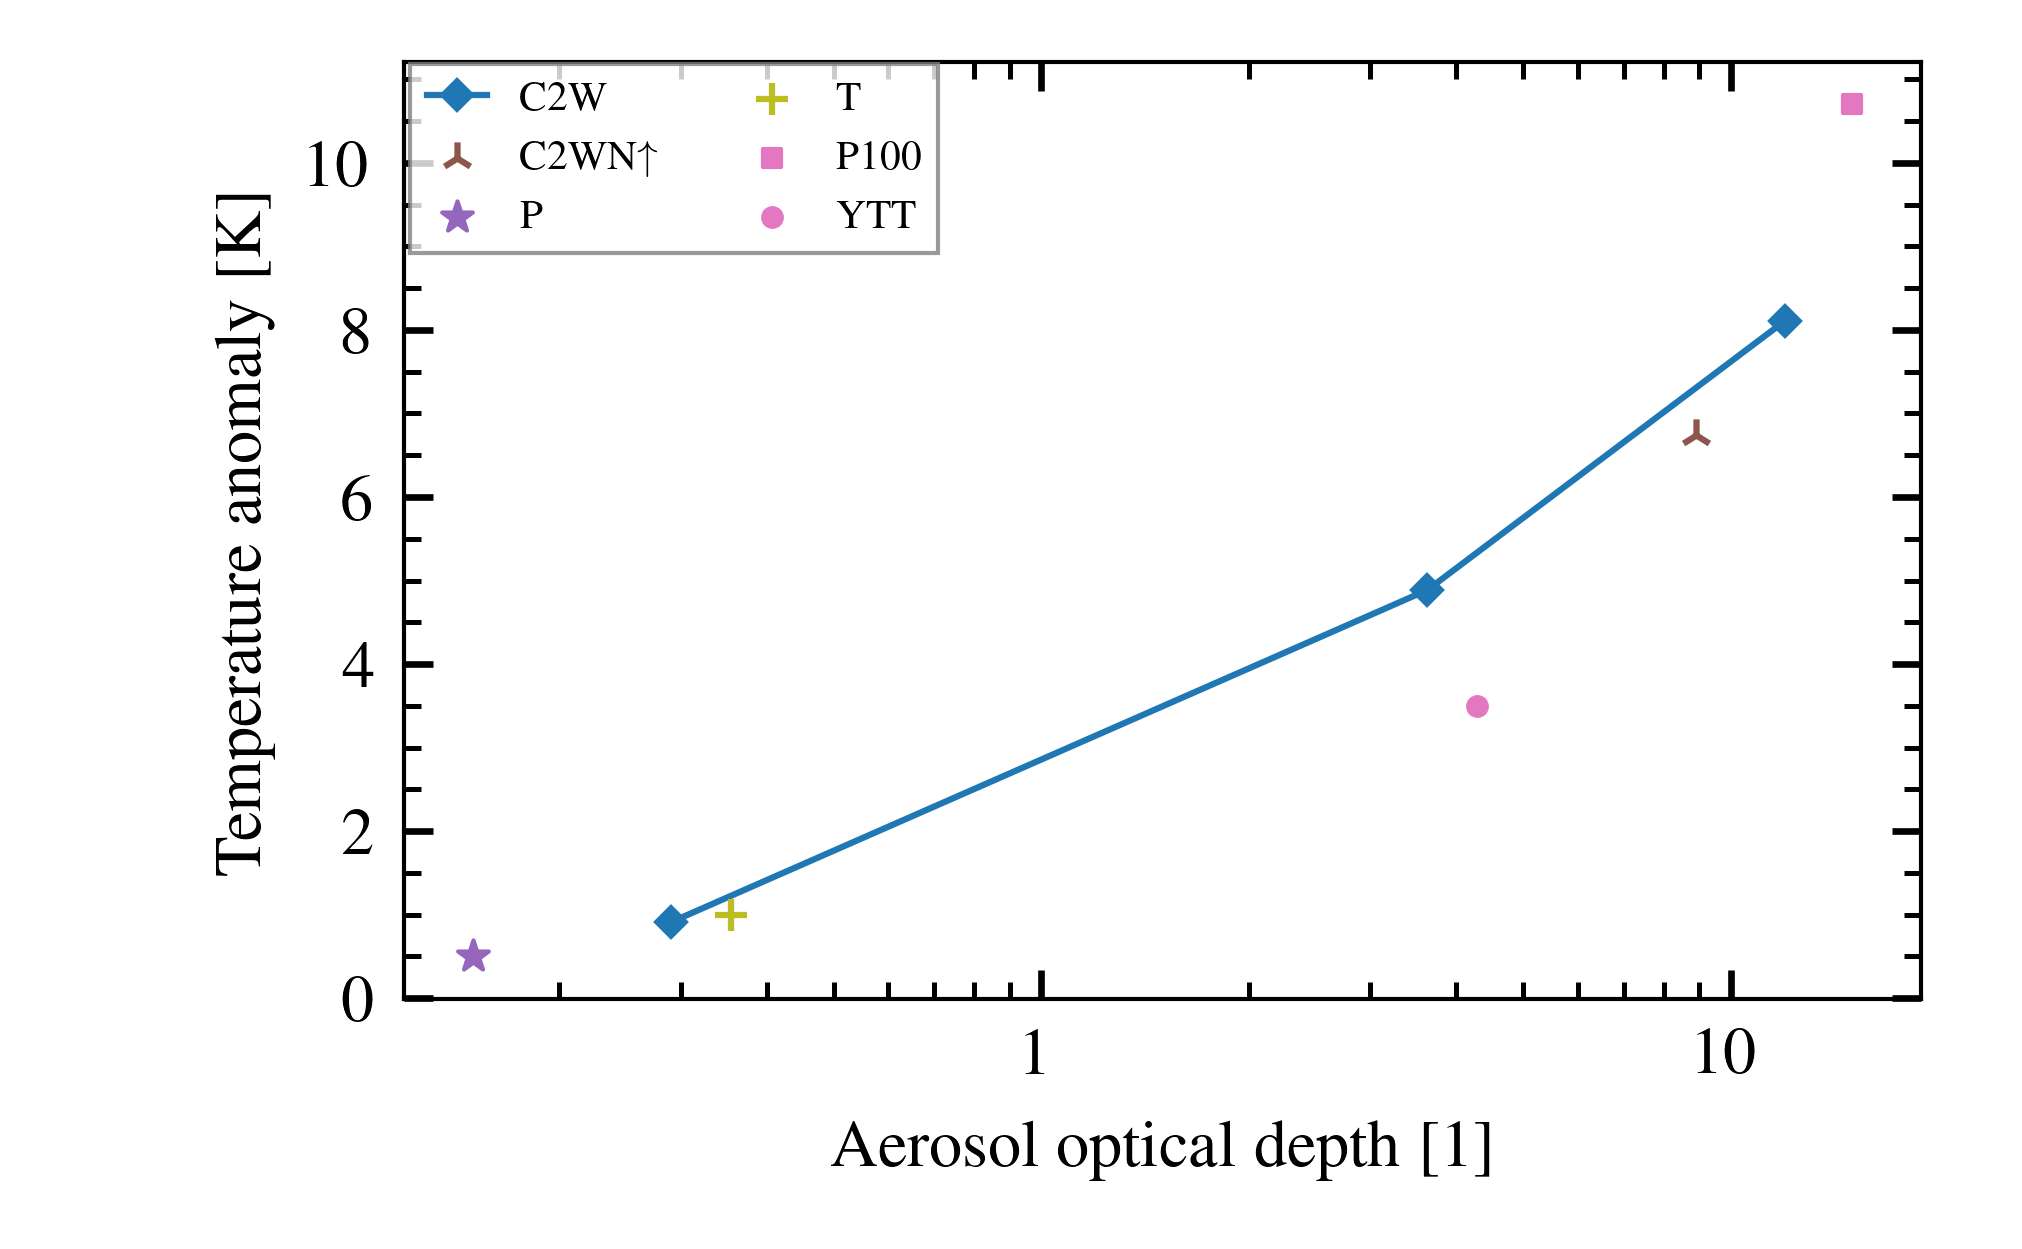 C2W
C2WN↑
P
T
P100
YTT
10
8
6
4
2
0
Temperature anomaly [K]
1
10
Aerosol optical depth [1]